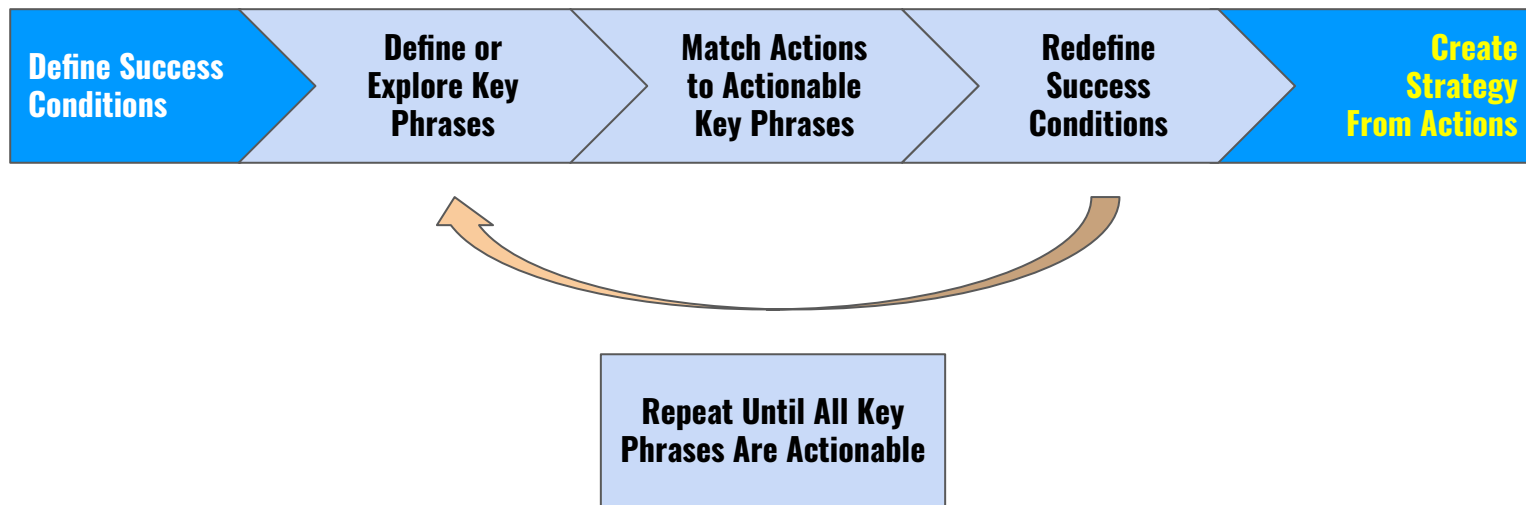 Define Success
Conditions
Define or
Explore Key
Phrases
Match Actions
to Actionable
Key Phrases
Redefine
Success
Conditions
Create
Strategy
From Actions
Repeat Until All Key
Phrases Are Actionable